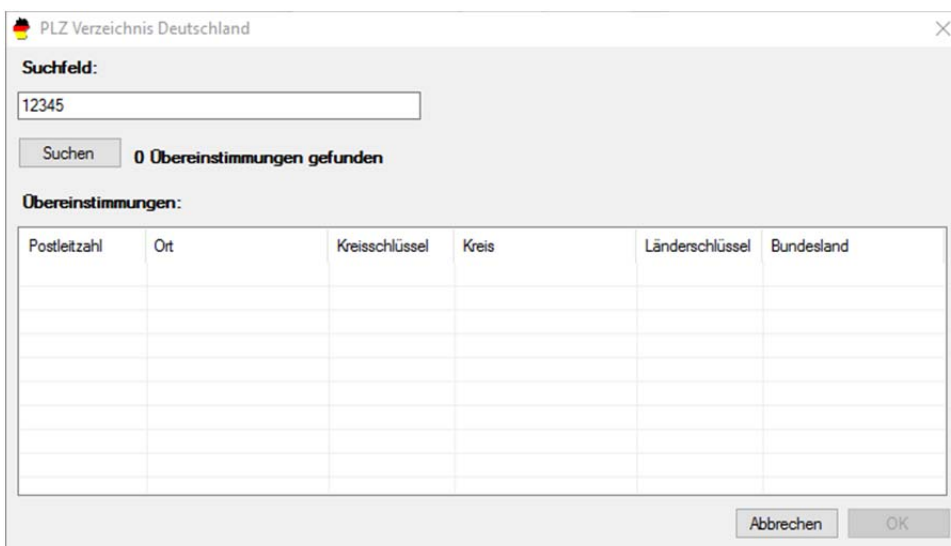 PLZ Verzeichnis Deutschland
Suchfeld:
12345
Suchen 0 Übereinstimmungen gefunden
Übereinstimmungen:
Postleitzahl Ort Kreisschlüssel Kreis Länderschlüssel Bundesland
Abbrechen OK